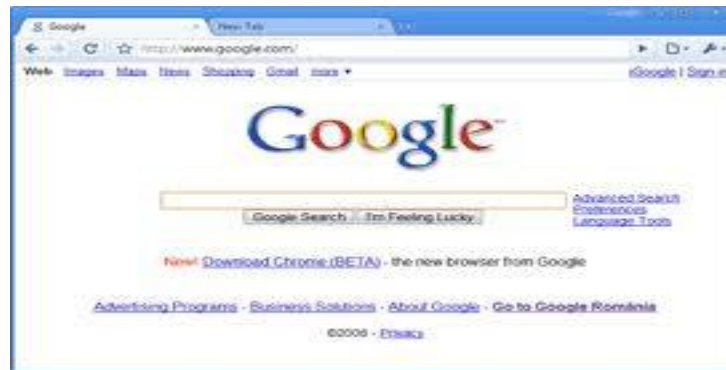 Google New Tab
http://www.google.com/
Web Images Maps News Shopping Gmail more ▼ iGoogle | Sign in
Google™
Advanced Search
Preferences
Language Tools
Google Search I'm Feeling Lucky
New! Download Chrome (BETA) - the new browser from Google
Advertising Programs - Business Solutions - About Google - Go to Google România
©2008 - Privacy